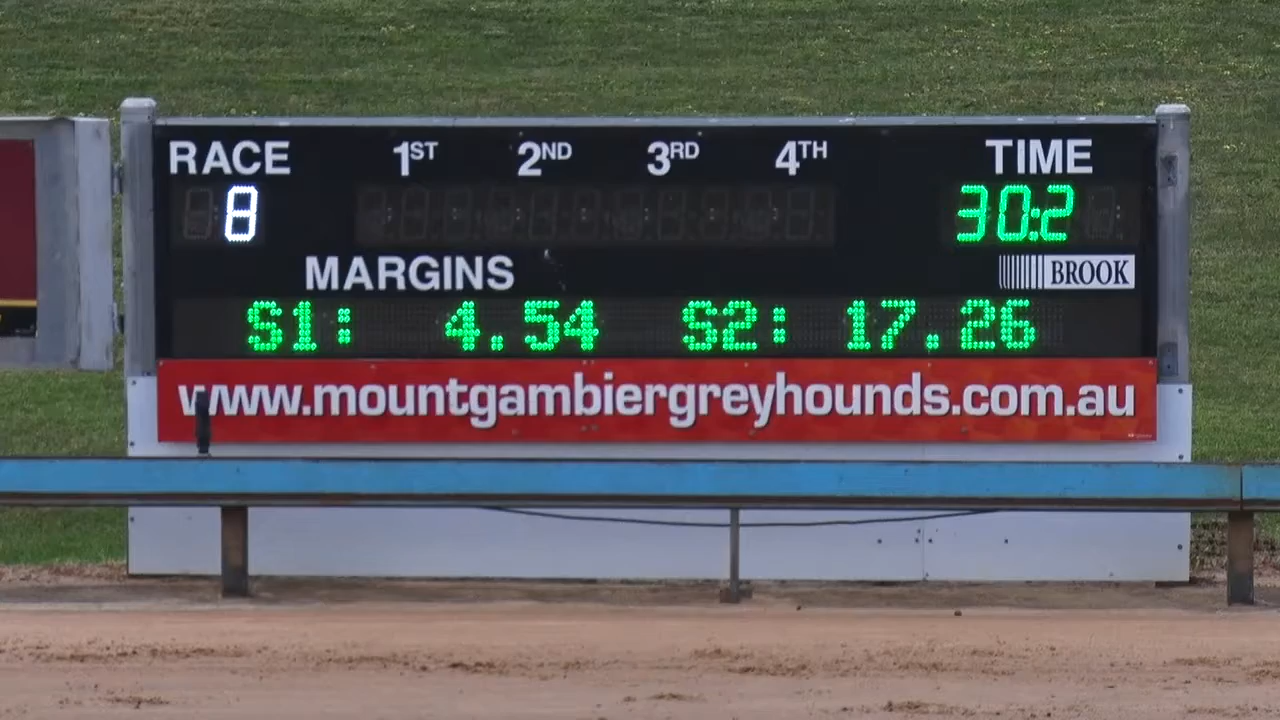 RACE 1ST 2ND 3RD 4TH TIME
8 30:2
MARGINS BROOK
S1: 4.54 S2: 17.26
www.mountgambiergreyhounds.com.au